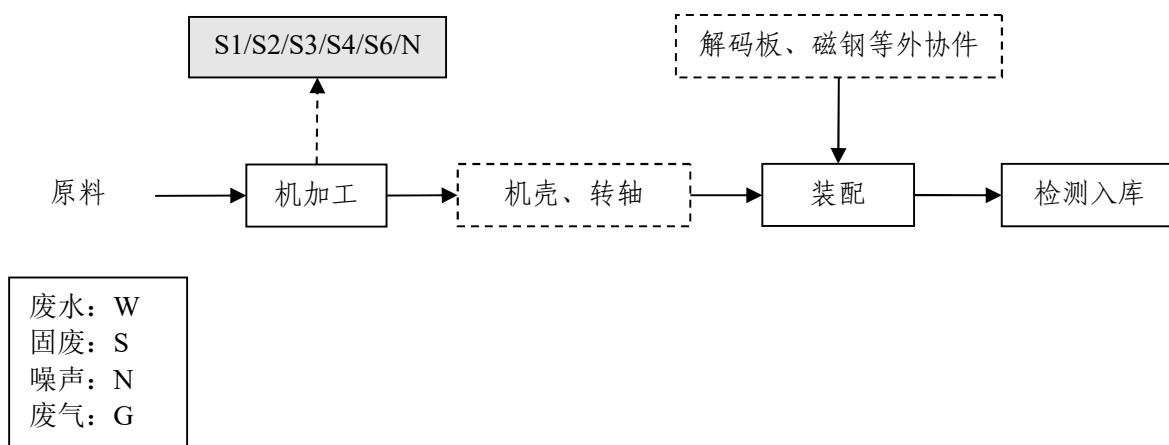 S1/S2/S3/S4/S6/N
解码板、磁钢等外协件
原料
机加工
机壳、转轴
装配
检测入库
废水：W
固废：S
噪声：N
废气：G